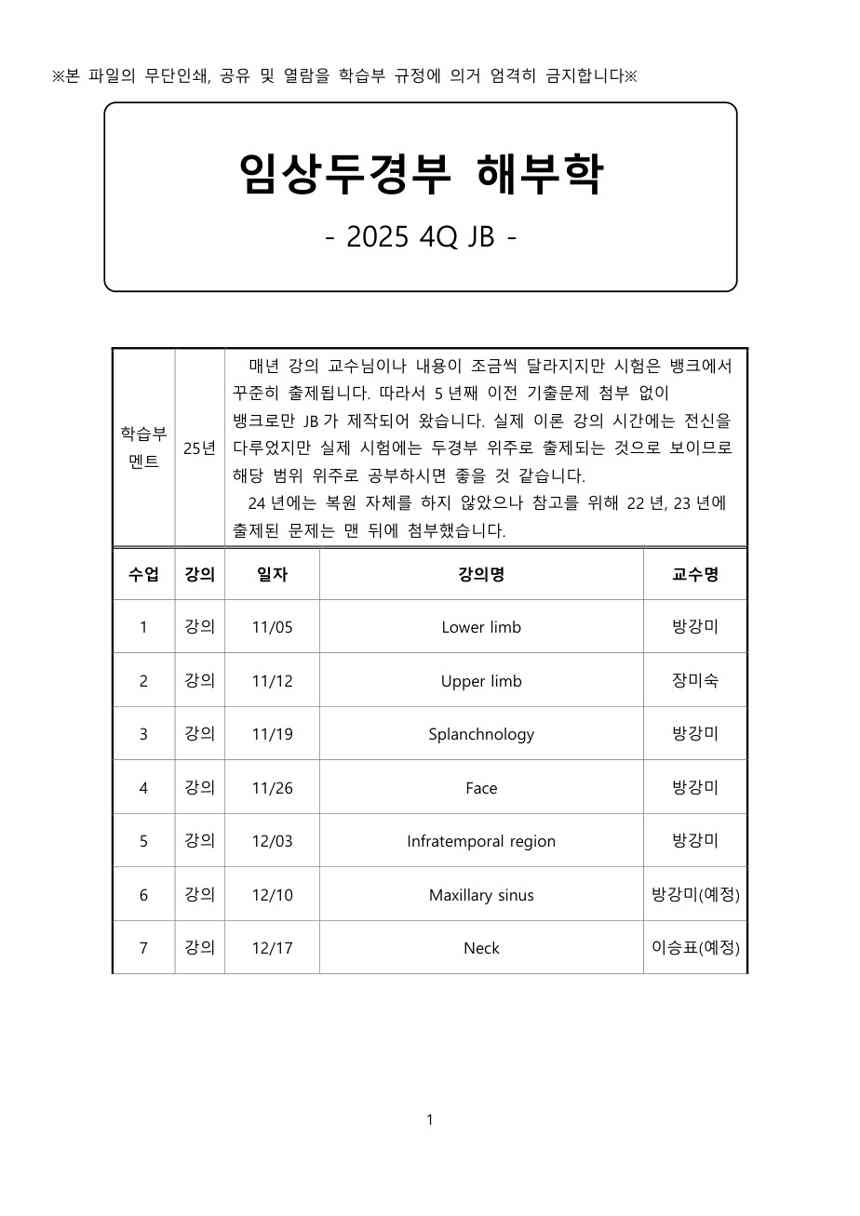 ※본 파일의 무단인쇄, 공유 및 열람을 학습부 규정에 의거 엄격히 금지합니다※
임상두경부 해부학
- 2025 4Q JB -
학습부 멘트
25년
매년 강의 교수님이나 내용이 조금씩 달라지지만 시험은 뱅크에서
꾸준히 출제됩니다. 따라서 5년째 이전 기출문제 첨부 없이
뱅크로만 JB가 제작되어 왔습니다. 실제 이론 강의 시간에는 전신을
다루었지만 실제 시험에는 두경부 위주로 출제되는 것으로 보이므로
해당 범위 위주로 공부하시면 좋을 것 같습니다.
24년에는 복원 자체를 하지 않았으나 참고를 위해 22년, 23년에
출제된 문제는 맨 뒤에 첨부했습니다.
수업 강의 일자 강의명 교수명
1 강의 11/05 Lower limb 방강미
2 강의 11/12 Upper limb 장미숙
3 강의 11/19 Splanchnology 방강미
4 강의 11/26 Face 방강미
5 강의 12/03 Infratemporal region 방강미
6 강의 12/10 Maxillary sinus 방강미(예정)
7 강의 12/17 Neck 이승표(예정)
1